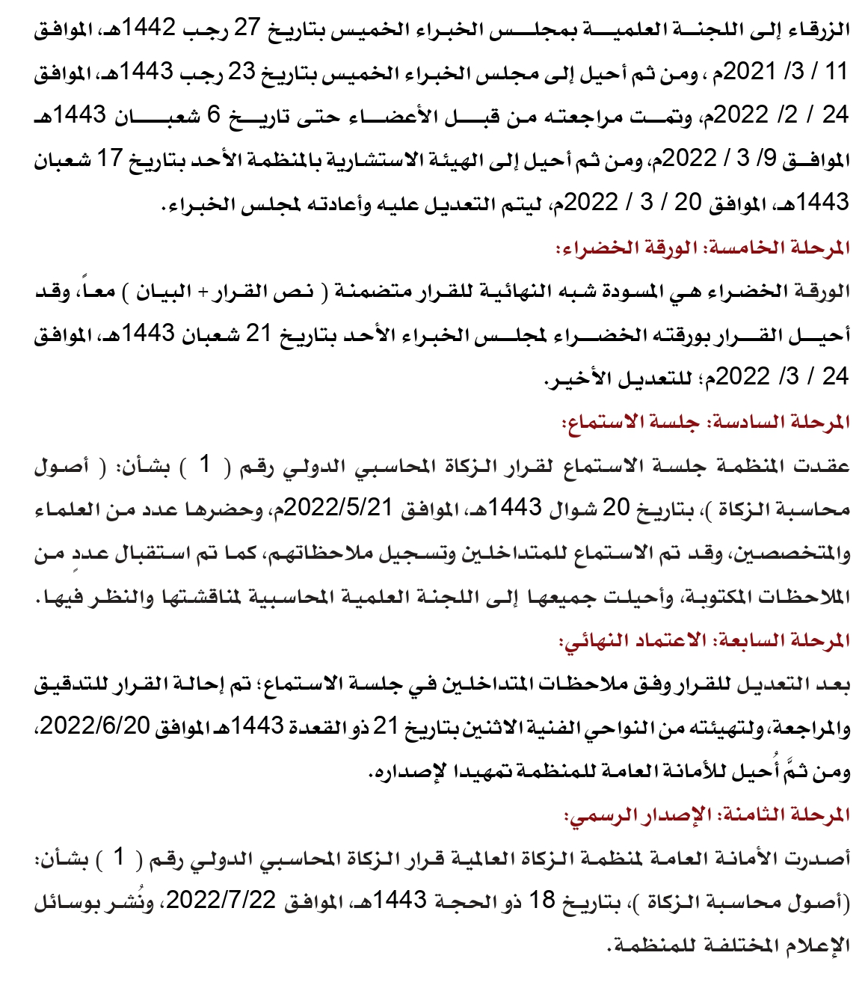 الزرقاء إلى اللجنة العلمية بمجلس الخبراء الخميس بتاريخ 27 رجب 1442هـ، الموافق
11 / 3/ 2021م ، ومن ثم أحيل إلى مجلس الخبراء الخميس بتاريخ 23 رجب 1443هـ، الموافق
24 / 2/ 2022م، وتمت مراجعته من قبل الأعضاء حتى تاريخ 6 شعبان 1443هـ
الموافق 9/ 3 / 2022م، ومن ثم أحيل إلى الهيئة الاستشارية بالمنظمة الأحد بتاريخ 17 شعبان
1443هـ، الموافق 20 / 3 / 2022م، ليتم التعديل عليه وأعادته لمجلس الخبراء.
المرحلة الخامسة: الورقة الخضراء:
الورقة الخضراء هي المسودة شبه النهائية للقرار متضمنة ( نص القرار + البيان ) معاً، وقد
أحيل القرار بورقته الخضراء لمجلس الخبراء الأحد بتاريخ 21 شعبان 1443هـ، الموافق
24 / 3/ 2022م؛ للتعديل الأخير.
المرحلة السادسة: جلسة الاستماع:
عقدت المنظمة جلسة الاستماع لقرار الزكاة المحاسبي الدولي رقم ( 1 ) بشأن: ( أصول
محاسبة الزكاة )، بتاريخ 20 شوال 1443هـ، الموافق 2022/5/21م، وحضرها عدد من العلماء
والمتخصصين، وقد تم الاستماع للمتداخلين وتسجيل ملاحظاتهم، كما تم استقبال عددٍ من
الملاحظات المكتوبة، وأحيلت جميعها إلى اللجنة العلمية المحاسبية لمناقشتها والنظر فيها.
المرحلة السابعة: الاعتماد النهائي:
بعد التعديل للقرار وفق ملاحظات المتداخلين في جلسة الاستماع؛ تم إحالة القرار للتدقيق
والمراجعة، ولتهيئته من النواحي الفنية الاثنين بتاريخ 21 ذو القعدة 1443هـ الموافق 2022/6/20،
ومن ثمَّ أُحيل للأمانة العامة للمنظمة تمهيدا لإصداره.
المرحلة الثامنة: الإصدار الرسمي:
أصدرت الأمانة العامة لمنظمة الزكاة العالمية قرار الزكاة المحاسبي الدولي رقم ( 1 ) بشأن:
(أصول محاسبة الزكاة )، بتاريخ 18 ذو الحجة 1443هـ، الموافق 2022/7/22، ونُشر بوسائل
الإعلام المختلفة للمنظمة.